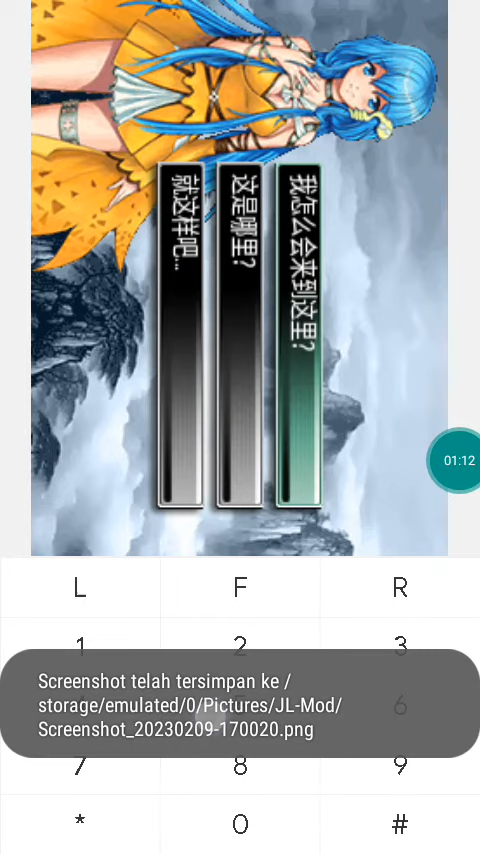 我怎么会来到这里?
这是哪里?
就这样吧...
01:12
L F R
1 2 3
Screenshot telah tersimpan ke /
storage/emulated/0/Pictures/JL-Mod/
Screenshot_20230209-170020.png
6
7 8 9
* 0 #